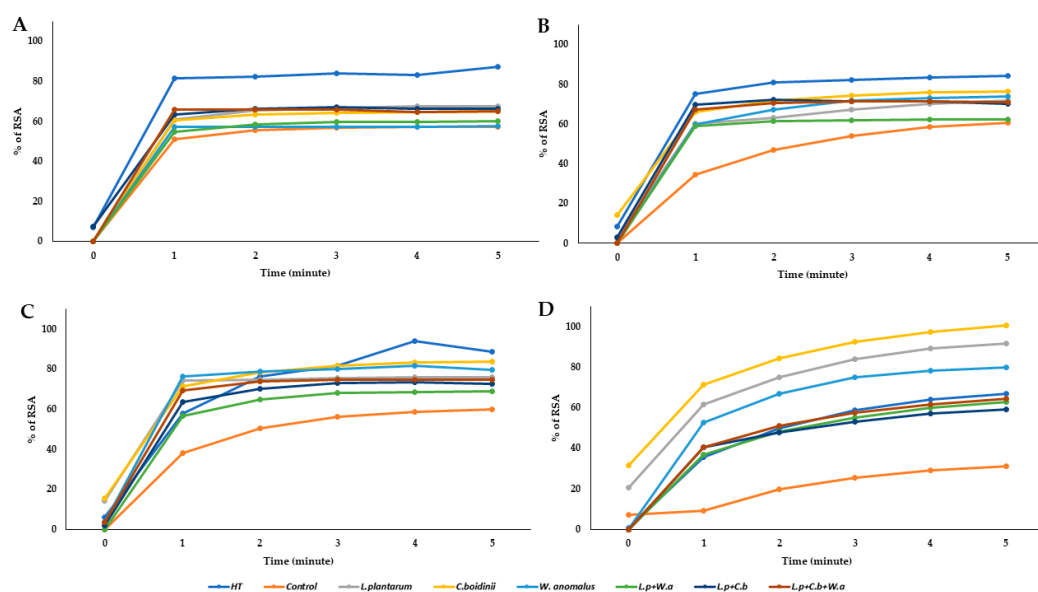 A
100
80
60
40
20
0
% of RSA
0 1 2 3 4 5
Time (minute)
B
100
80
60
40
20
0
% of RSA
0 1 2 3 4 5
Time (minute)
C
100
80
60
40
20
0
% of RSA
0 1 2 3 4 5
Time (minute)
D
100
80
60
40
20
0
% of RSA
0 1 2 3 4 5
Time (minute)
HT Control L.plantarum C.boidinii W. anomalus L.p+W.a L.p+C.b L.p+C.b+W.a